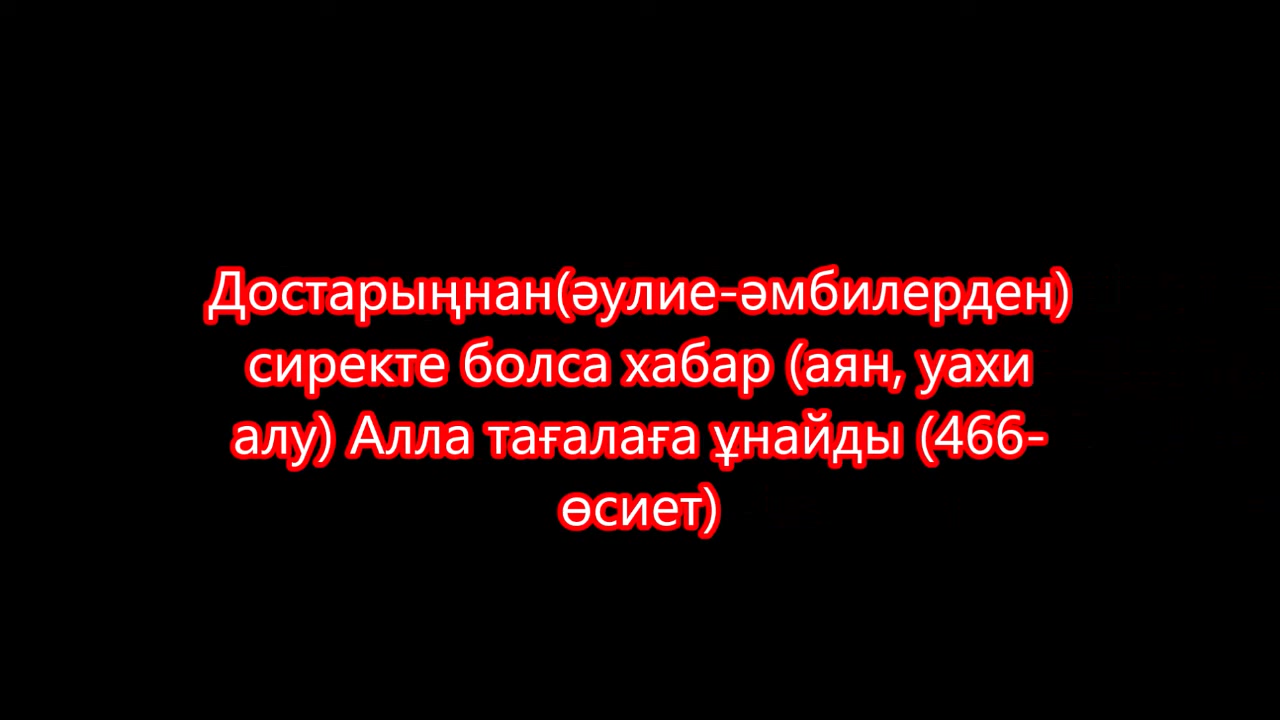 Достарыңнан(әулие-әмбилерден)
сиректе болса хабар (аян, уахи
алу) Алла тағалаға ұнайды (466-
өсиет)